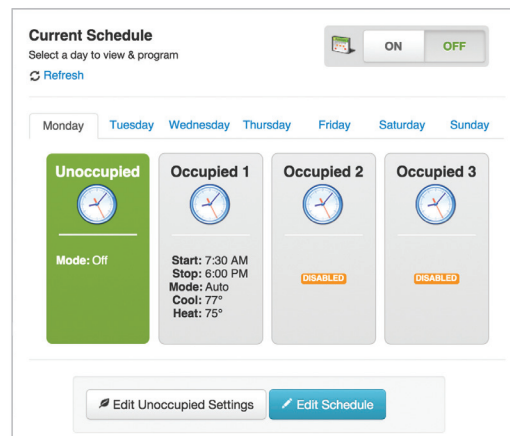 Current Schedule
Select a day to view & program
Refresh
ON OFF
Monday Tuesday Wednesday Thursday Friday Saturday Sunday
Unoccupied
Mode: Off
Occupied 1
Start: 7:30 AM
Stop: 6:00 PM
Mode: Auto
Cool: 77°
Heat: 75°
Occupied 2
DISABLED
Occupied 3
DISABLED
Edit Unoccupied Settings
Edit Schedule